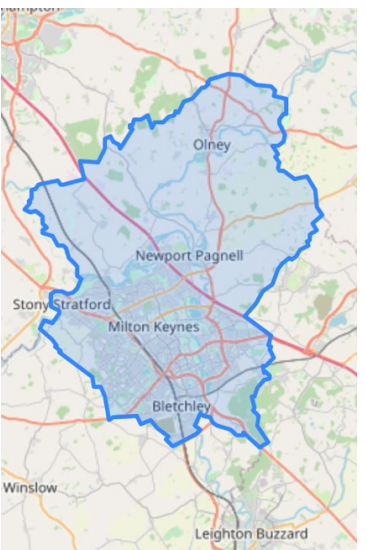 Olney
Newport Pagnell
Stony Stratford
Milton Keynes
Bletchley
Winslow
Leighton Buzzard